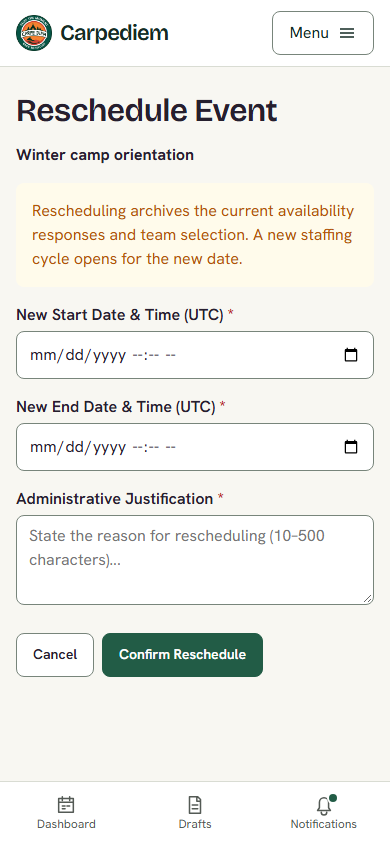 Carpediem
Menu
Reschedule Event
Winter camp orientation
Rescheduling archives the current availability
responses and team selection. A new staffing
cycle opens for the new date.
New Start Date & Time (UTC) *
mm/dd/yyyy --:-- --
New End Date & Time (UTC) *
mm/dd/yyyy --:-- --
Administrative Justification *
State the reason for rescheduling (10–500
characters)...
Cancel
Confirm Reschedule
Dashboard
Drafts
Notifications